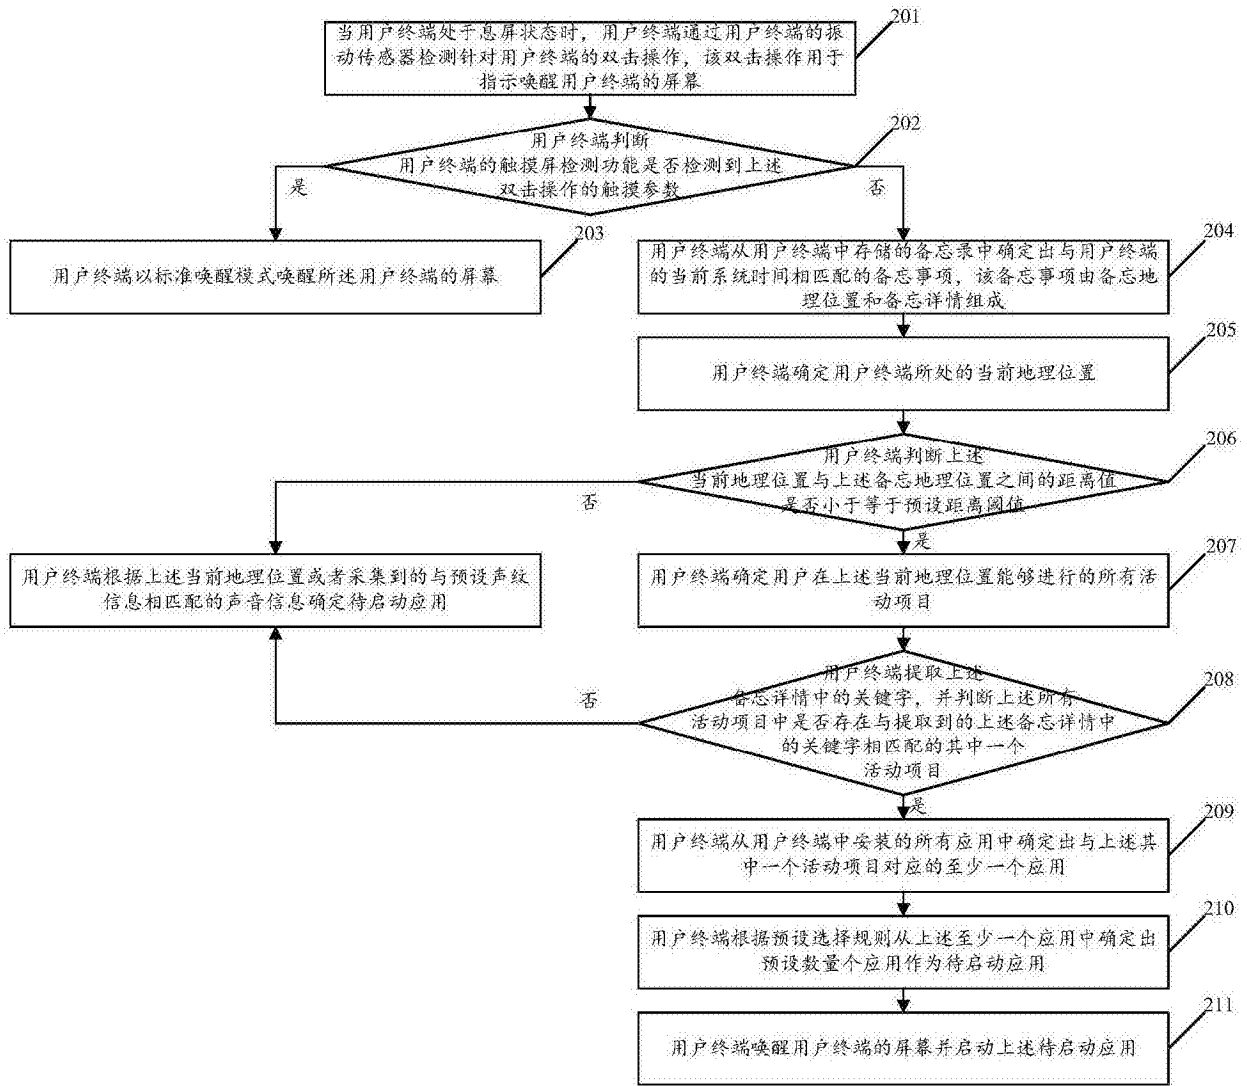 201
当用户终端处于息屏状态时，用户终端通过用户终端的振
动传感器检测针对用户终端的双击操作，该双击操作用于
指示唤醒用户终端的屏幕
202
用户终端判断
用户终端的触摸屏检测功能是否检测到上述
双击操作的触摸参数
是
否
203
用户终端以标准唤醒模式唤醒所述用户终端的屏幕
204
用户终端从用户终端中存储的备忘录中确定出与用户终端
的当前系统时间相匹配的备忘事项，该备忘事项由备忘地
理位置和备忘详情组成
205
用户终端确定用户终端所处的当前地理位置
206
用户终端判断上述
当前地理位置与上述备忘地理位置之间的距离值
是否小于等于预设距离阈值
否
是
207
用户终端根据上述当前地理位置或者采集到的与预设声纹
信息相匹配的声音信息确定待启动应用
用户终端确定用户在上述当前地理位置能够进行的所有活
动项目
208
用户终端提取上述
备忘详情中的关键字，并判断上述所有
活动项目中是否存在与提取到的上述备忘详情中
的关键字相匹配的其中一个
活动项目
否
是
209
用户终端从用户终端中安装的所有应用中确定出与上述其
中一个活动项目对应的至少一个应用
210
用户终端根据预设选择规则从上述至少一个应用中确定出
预设数量个应用作为待启动应用
211
用户终端唤醒用户终端的屏幕并启动上述待启动应用